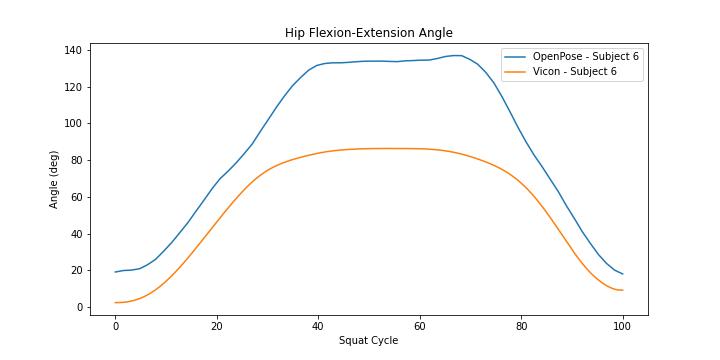 Hip Flexion-Extension Angle
OpenPose - Subject 6
Vicon - Subject 6
Angle (deg)
140
120
100
80
60
40
20
0
0 20 40 60 80 100
Squat Cycle